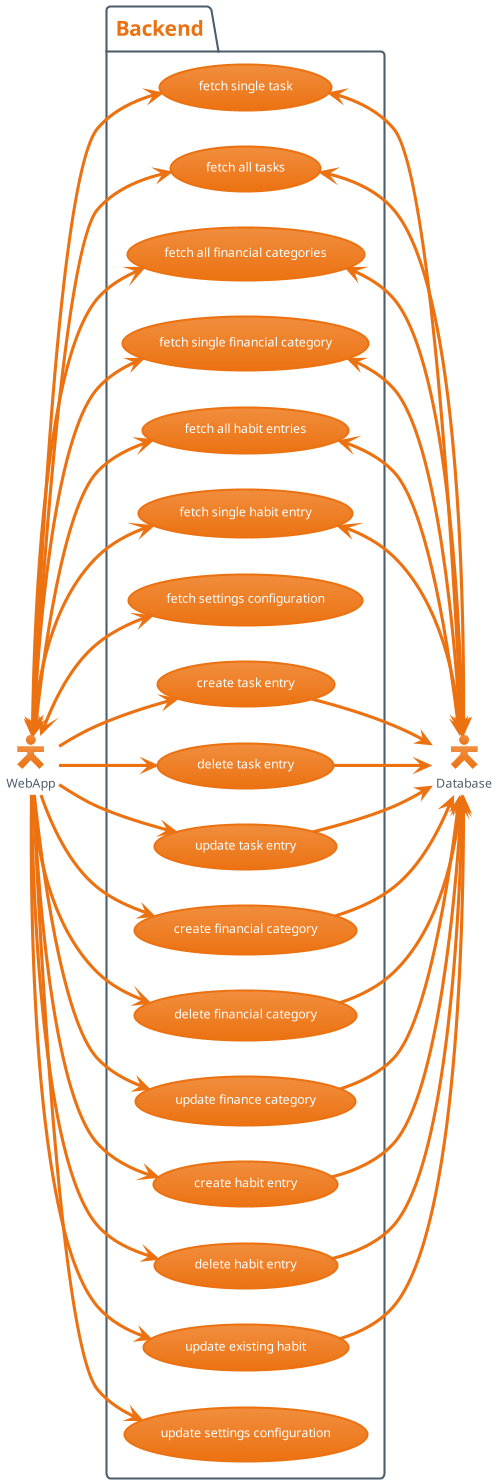 Backend
fetch single task
fetch all tasks
fetch all financial categories
fetch single financial category
fetch all habit entries
fetch single habit entry
fetch settings configuration
create task entry
delete task entry
WebApp
Database
update task entry
create financial category
delete financial category
update finance category
create habit entry
delete habit entry
update existing habit
update settings configuration